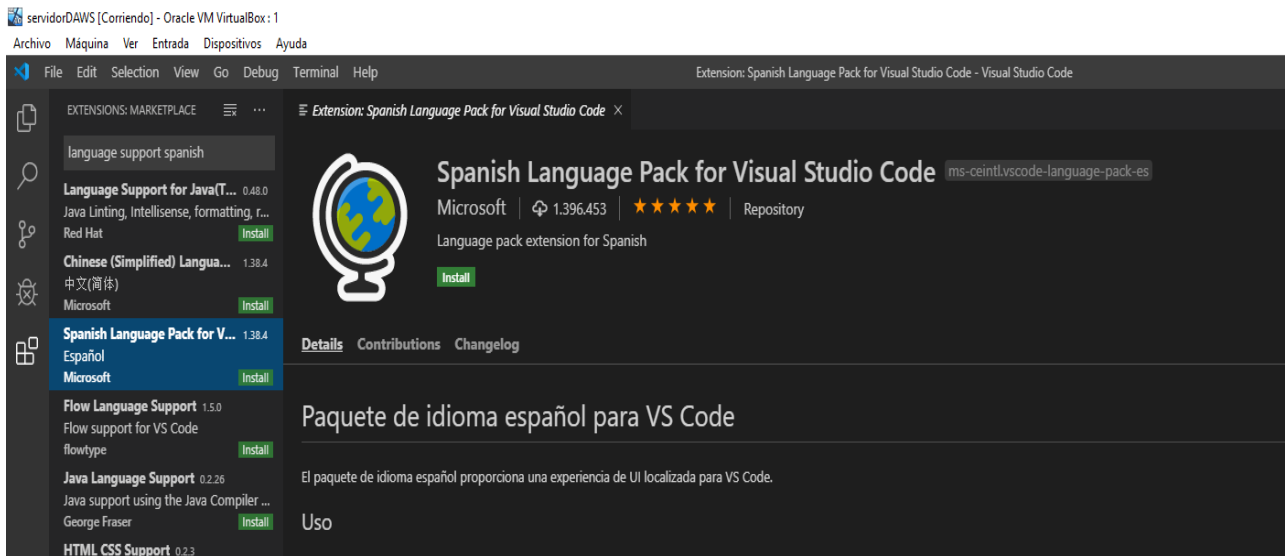 servidorDAWS [Corriendo] - Oracle VM VirtualBox : 1
Archivo Máquina Ver Entrada Dispositivos Ayuda
File Edit Selection View Go Debug Terminal Help
Extension: Spanish Language Pack for Visual Studio Code - Visual Studio Code
EXTENSIONS: MARKETPLACE
language support spanish
Language Support for Java(T... 0.48.0
Java Linting, Intellisense, formatting, r...
Red Hat Install
Chinese (Simplified) Langua... 1.38.4
中文(简体)
Microsoft Install
Spanish Language Pack for V... 1.38.4
Español
Microsoft Install
Flow Language Support 1.5.0
Flow support for VS Code
flowtype Install
Java Language Support 0.2.26
Java support using the Java Compiler ...
George Fraser Install
HTML CSS Support 0.2.3
Extension: Spanish Language Pack for Visual Studio Code
Spanish Language Pack for Visual Studio Code ms-ceintl.vscode-language-pack-es
Microsoft 1.396.453 Repository
Language pack extension for Spanish
Install
Details Contributions Changelog
Paquete de idioma español para VS Code
El paquete de idioma español proporciona una experiencia de UI localizada para VS Code.
Uso